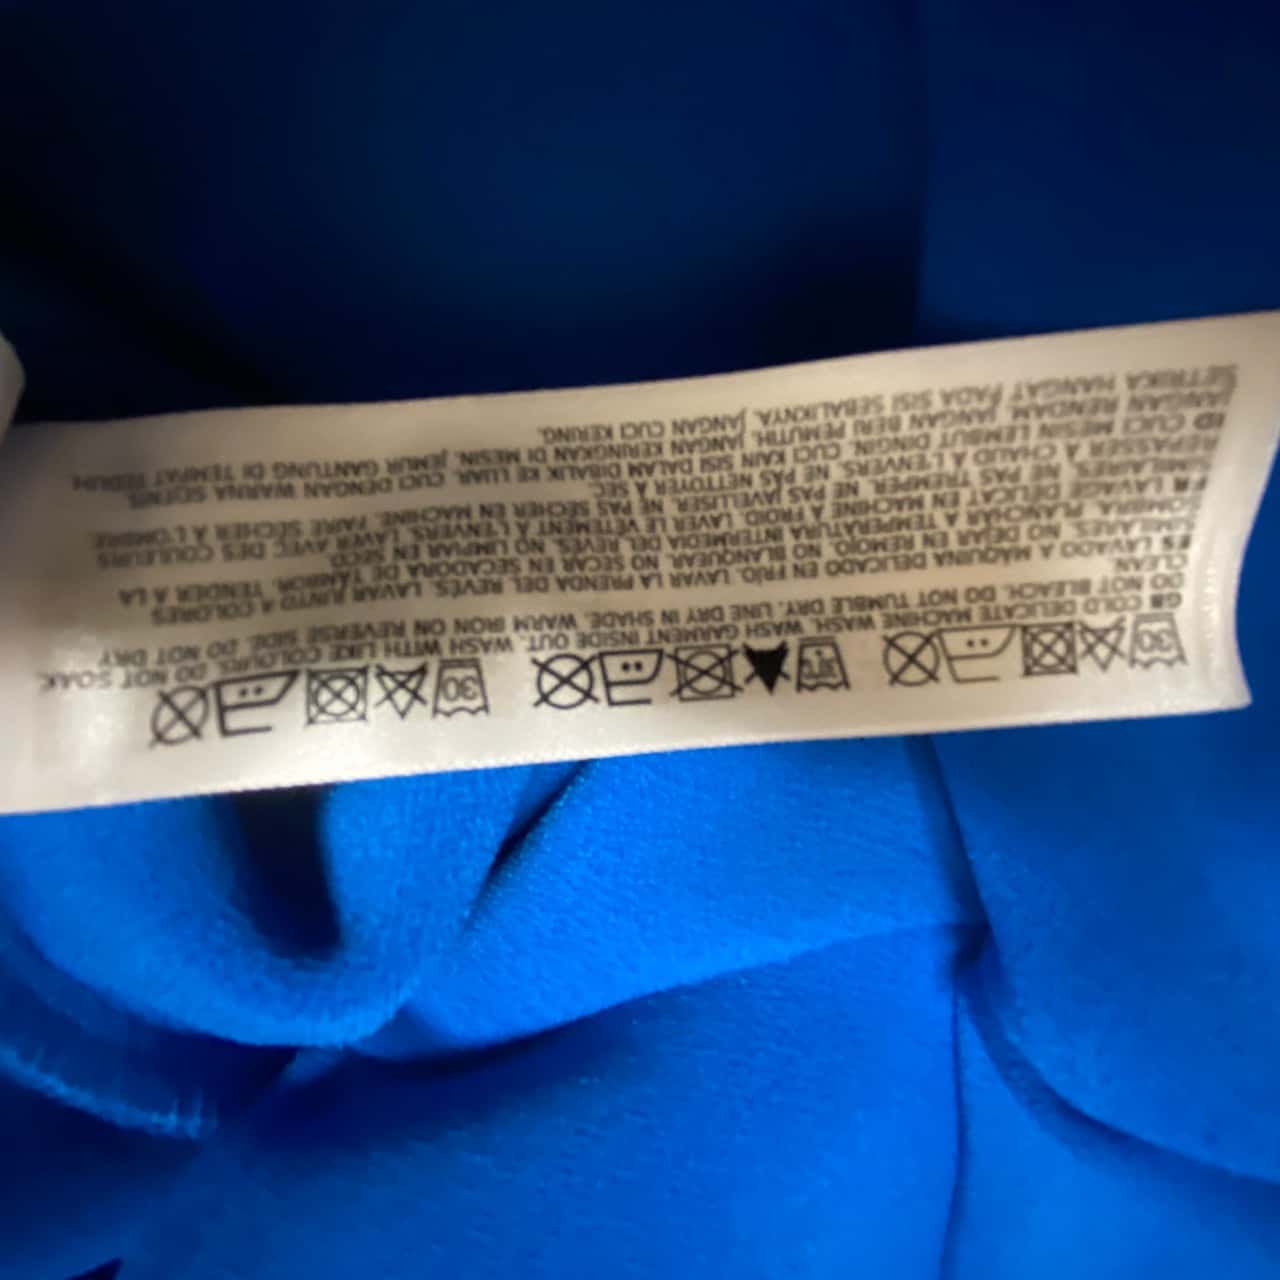 30 30
GB COLD DELICATE MACHINE WASH. WASH GARMENT INSIDE OUT. WASH WITH LIKE COLOURS. DO NOT SOAK.
DO NOT BLEACH. DO NOT TUMBLE DRY. LINE DRY IN SHADE. WARM IRON ON REVERSE SIDE. DO NOT DRY
CLEAN.
ES LAVADO A MÁQUINA DELICADO EN FRÍO. LAVAR LA PRENDA DEL REVÉS. LAVAR JUNTO A COLORES
SIMILARES. NO DEJAR EN REMOJO. NO BLANQUEAR. NO SECAR EN SECADORA DE TAMBOR. TENDER A LA
SOMBRA. PLANCHAR A TEMPERATURA INTERMEDIA DEL REVÉS. NO LIMPIAR EN SECO.
FR LAVAGE DÉLICAT EN MACHINE À FROID. LAVER LE VÊTEMENT À L'ENVERS. LAVER AVEC DES COULEURS
SIMILAIRES. NE PAS TREMPER. NE PAS JAVELLISER. NE PAS SÉCHER EN MACHINE. FAIRE SÉCHER À L'OMBRE.
REPASSER À CHAUD À L'ENVERS. NE PAS NETTOYER À SEC.
ID CUCI MESIN LEMBUT DINGIN. CUCI KAIN SISI DALAM DIBALIK KE LUAR. CUCI DENGAN WARNA SEJENIS.
JANGAN RENDAM. JANGAN BERI PEMUTIH. JANGAN KERINGKAN DI MESIN. JEMUR GANTUNG DI TEMPAT TEDUH.
SETRIKA HANGAT PADA SISI SEBALIKNYA. JANGAN CUCI KERING.